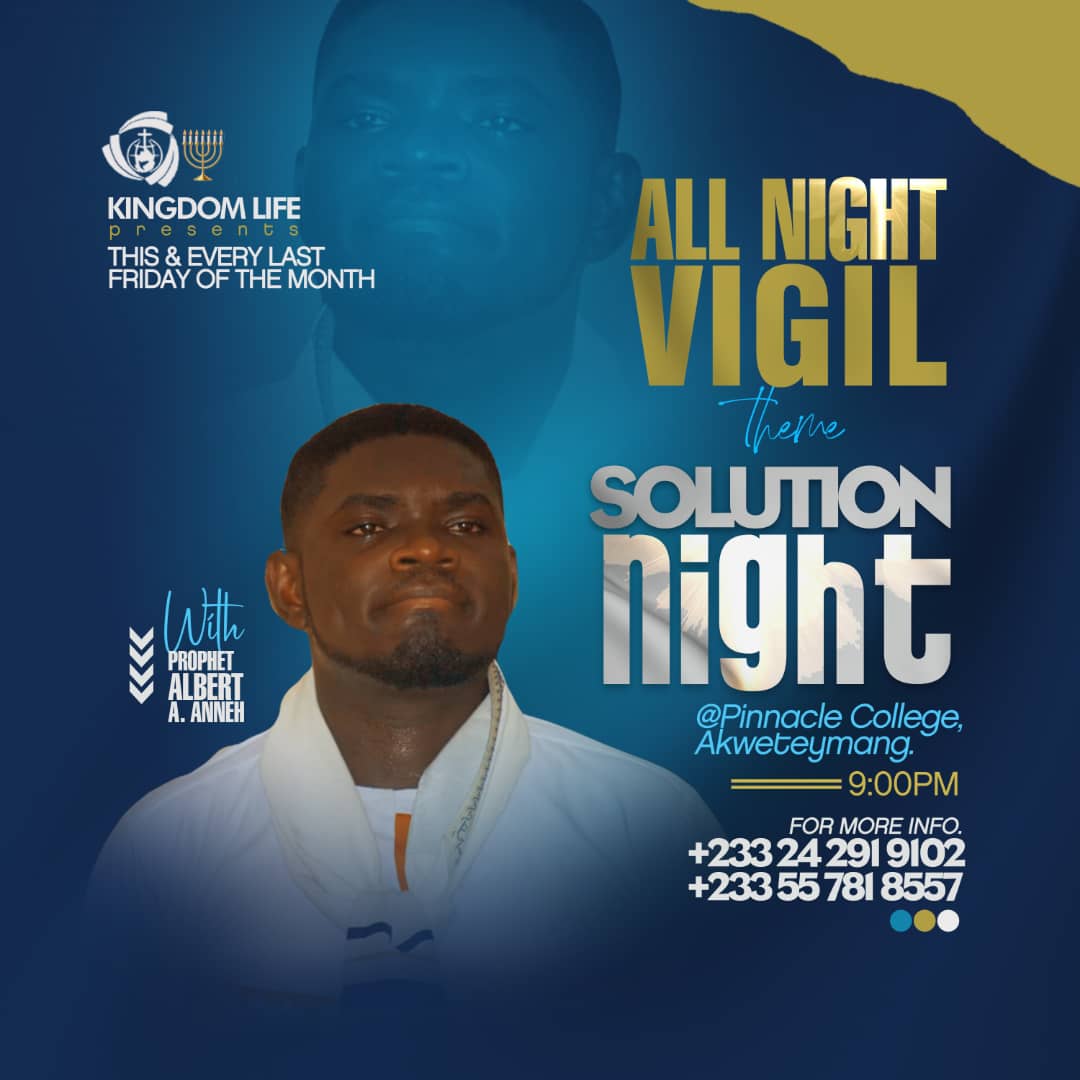 KINGDOM LIFE
presents
THIS & EVERY LAST
FRIDAY OF THE MONTH
ALL NIGHT
VIGIL
theme
SOLUTION
night
With
PROPHET
ALBERT
A. ANNEH
@Pinnacle College,
Akweteymang.
9:00PM
FOR MORE INFO.
+233 24 291 9102
+233 55 781 8557